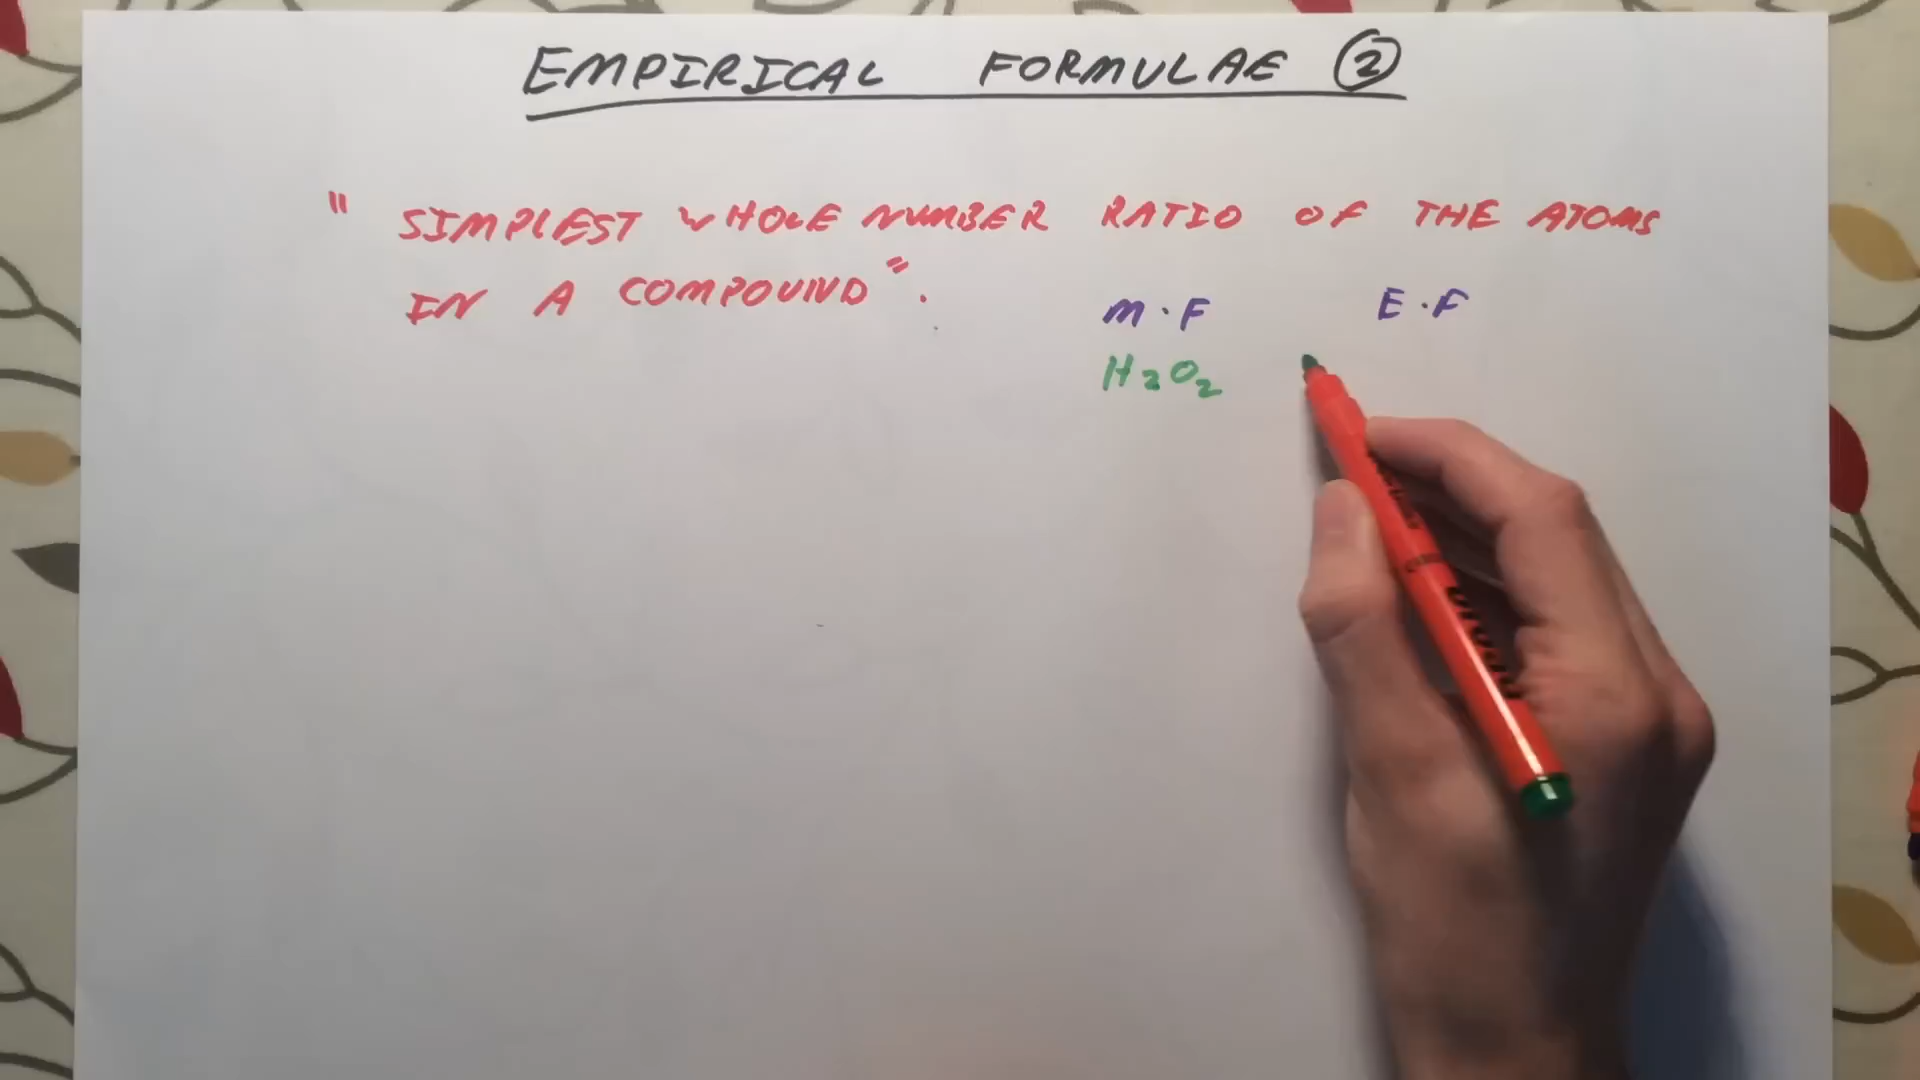 EMPIRICAL FORMULAE ②
" SIMPLEST WHOLE NUMBER RATIO OF THE ATOMS
IN A COMPOUND".
M.F E.F
H₂O₂